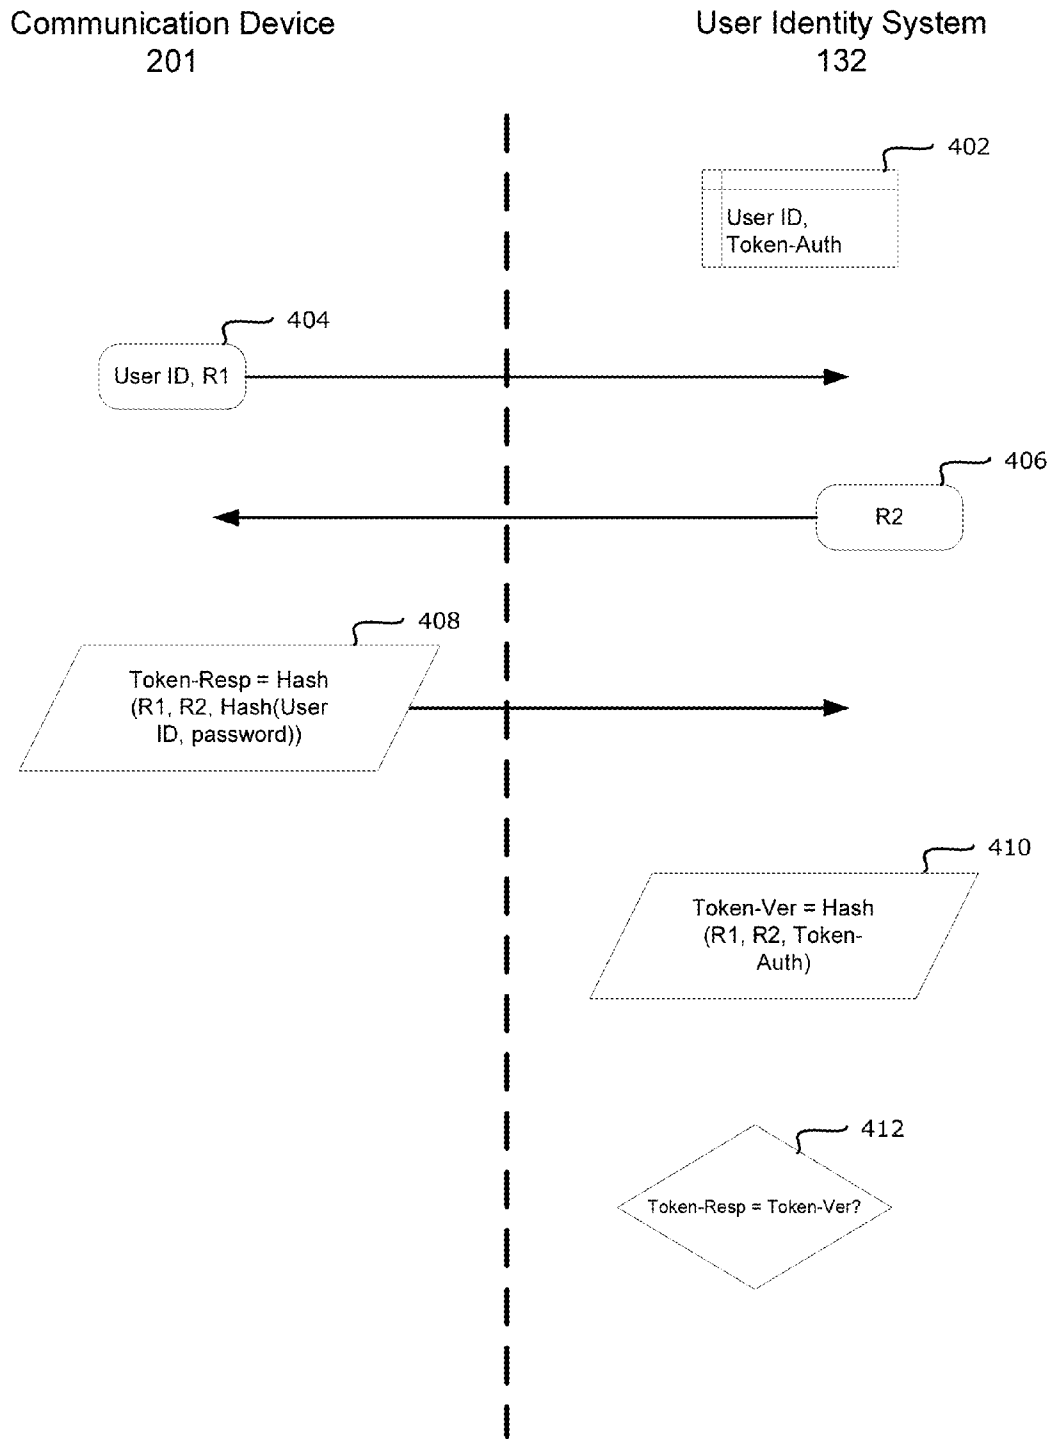 Communication Device
201
User Identity System
132
402
User ID,
Token-Auth
404
User ID, R1
406
R2
408
Token-Resp = Hash
(R1, R2, Hash(User
ID, password))
410
Token-Ver = Hash
(R1, R2, Token-
Auth)
412
Token-Resp = Token-Ver?